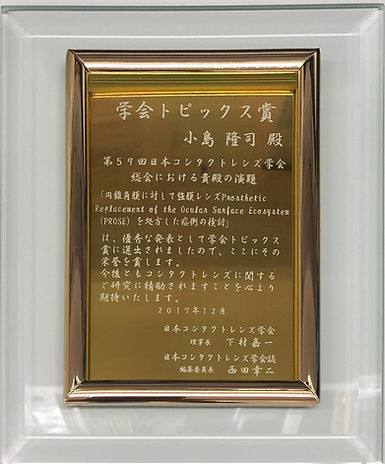 学会トピックス賞
小島 隆司 殿
第59回日本コンタクトレンズ学会
総会における貴殿の演題
「円錐角膜に対して強膜レンズProsthetic
Replacement of the Ocular Surface Ecosystem
(PROSE) を処方した症例の検討」
は、優秀な発表として学会トピックス
賞に選出されましたので、ここにその
栄誉を賞します。
今後ともコンタクトレンズに関する
ご研究に精励されますことを心より
期待いたします。
2017年12月
日本コンタクトレンズ学会
理事長 下村嘉一
日本コンタクトレンズ学会誌
編集委員長 西田幸二